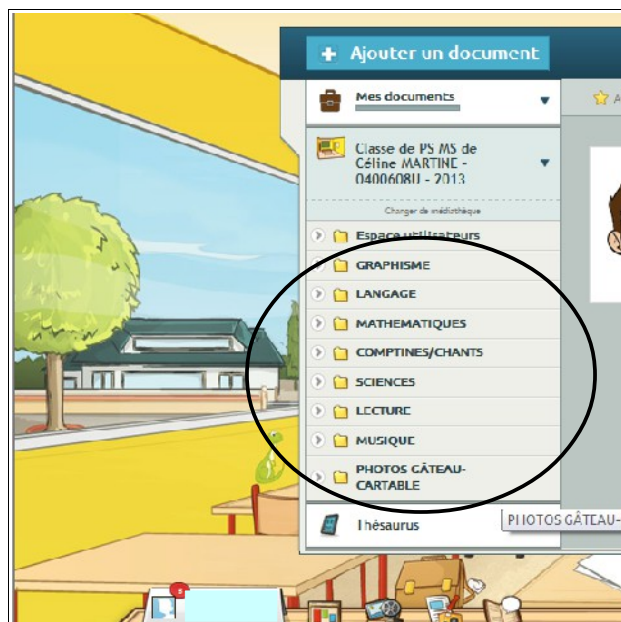 Ajouter un document
Mes documents
A
Classe de PS MS de
Céline MARTINE -
0400608U - 2013
Changer de médiathèque
Espace utilisateurs
GRAPHISME
LANGAGE
MATHEMATIQUES
COMPTINES/CHANTS
SCIENCES
LECTURE
MUSIQUE
PHOTOS GÂTEAU-
CARTABLE
Thésaurus
PHOTOS GÂTEAU-